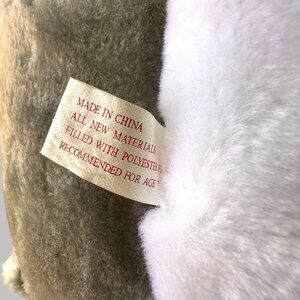 MADE IN CHINA
ALL NEW MATERIALS
FILLED WITH POLYESTER
RECOMMENDED FOR AGE